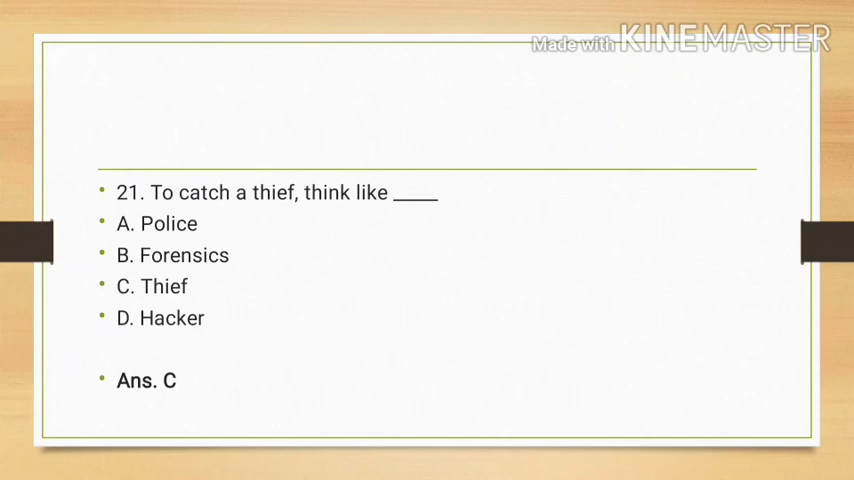 Made with KINEMASTER
• 21. To catch a thief, think like _____
• A. Police
• B. Forensics
• C. Thief
• D. Hacker
• Ans. C